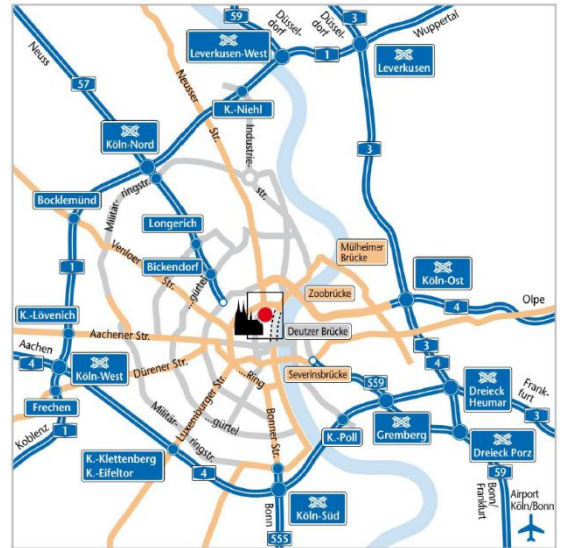 59
Düssel-
dorf
Düssel-
dorf
3
Wuppertal
Neuss
Leverkusen-West
1
Leverkusen
57
Neusser
Str.
K.-Niehl
Köln-Nord
Industrie-
str.
3
Militär-
ringstr.
Bocklemünd
Longerich
Mülheimer
Brücke
Venloer
Str.
Bickendorf
1
...gürtel
Zoobrücke
Köln-Ost
4
Olpe
K.-Lövenich
Aachener Str.
Deutzer Brücke
Aachen
4
Köln-West
Dürener Str.
3
4
...Ring
Severinsbrücke
559
Dreieck
Heumar
Frank-
furt
3
Frechen
Luxemburger Str.
Militär-
ringstr.
...gürtel
Bonner Str.
K.-Poll
Gremberg
Dreieck Porz
Koblenz
1
K.-Klettenberg
K.-Eifeltor
4
59
Bonn/
Frankfurt
Airport
Köln/Bonn
Bonn
Köln-Süd
555